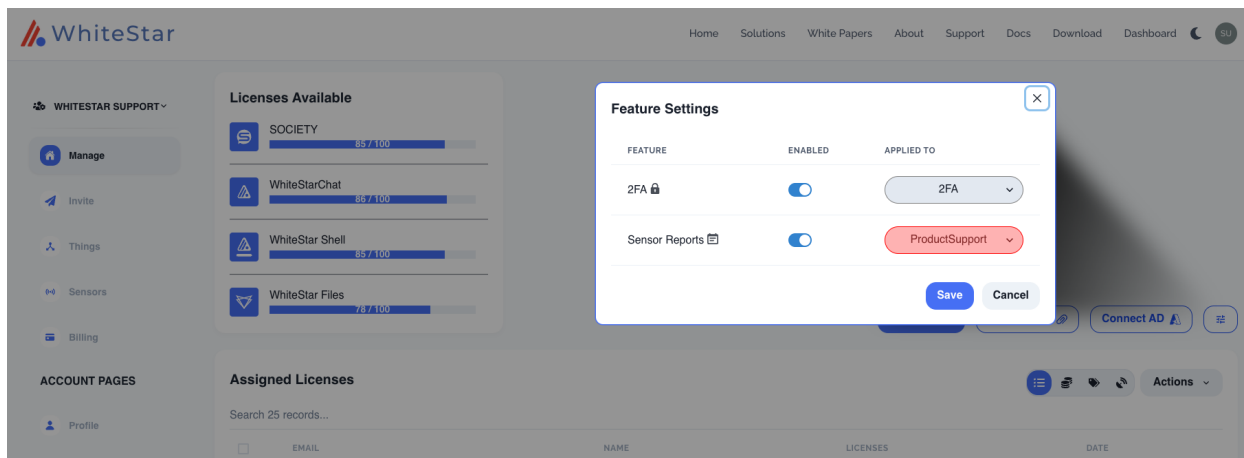 WhiteStar
Home Solutions White Papers About Support Docs Download Dashboard SU
WHITESTAR SUPPORT
Manage
Invite
Things
Sensors
Billing
ACCOUNT PAGES
Profile
Licenses Available
SOCIETY
85 / 100
WhiteStarChat
86 / 100
WhiteStar Shell
85 / 100
WhiteStar Files
78 / 100
Feature Settings
FEATURE ENABLED APPLIED TO
2FA 2FA
Sensor Reports ProductSupport
Save Cancel
Connect AD
Assigned Licenses
Actions
Search 25 records...
EMAIL NAME LICENSES DATE